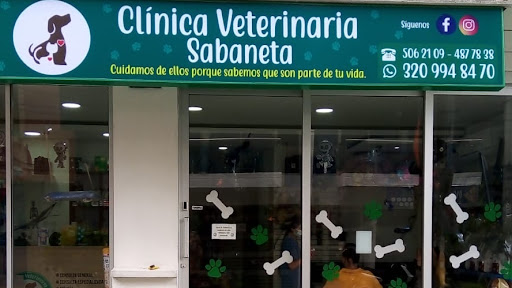 Clínica Veterinaria
Sabaneta
Cuidamos de ellos porque sabemos que son parte de tu vida.
Siguenos
506 21 09 - 487 78 38
320 994 84 70